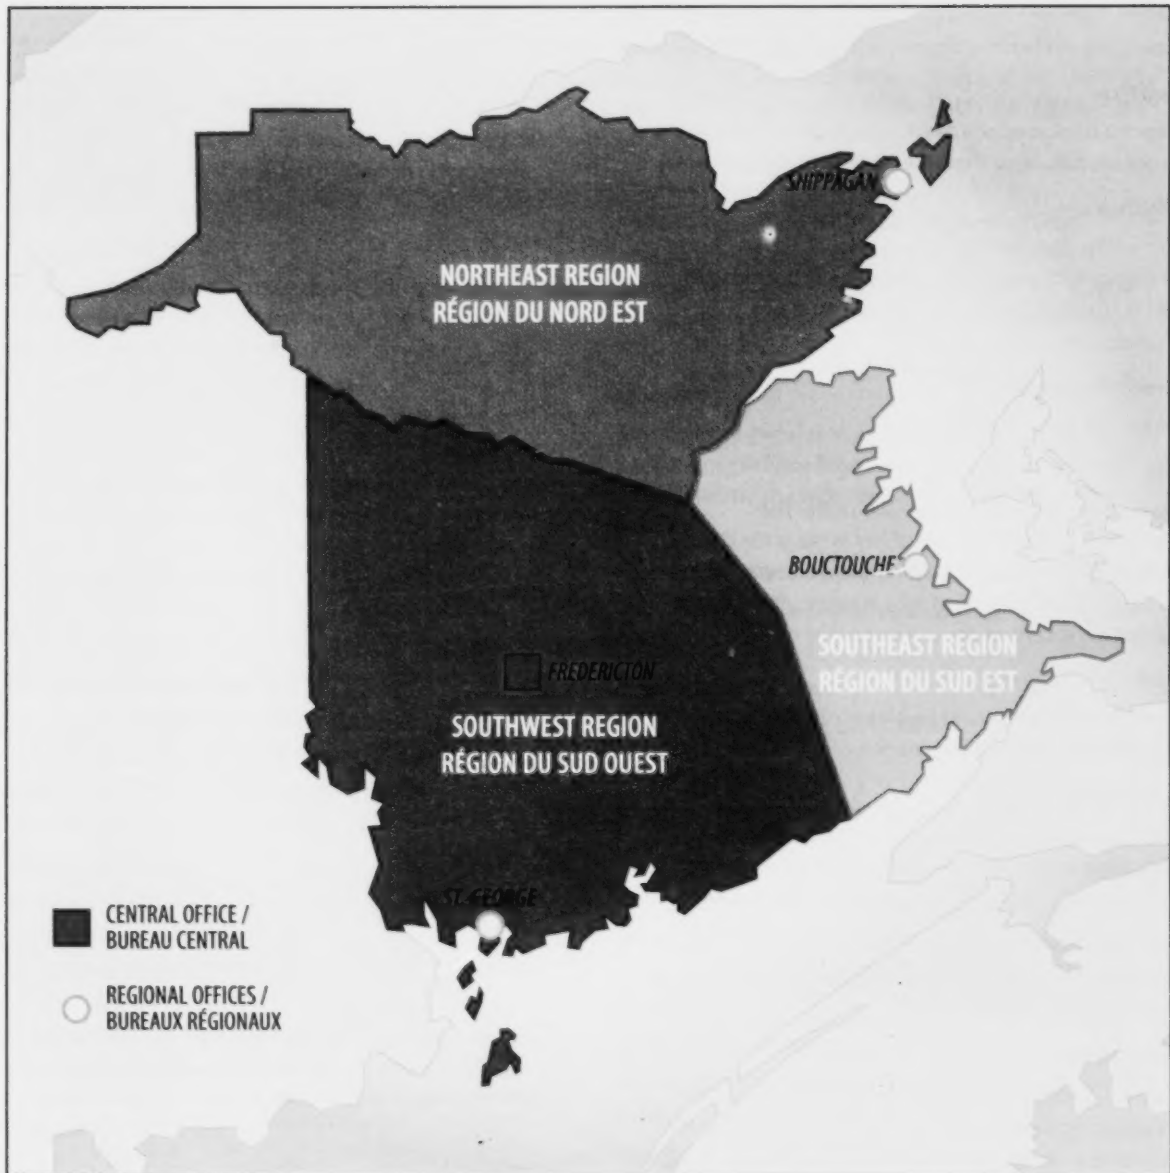 SHIPPAGAN
NORTHEAST REGION
RÉGION DU NORD EST
BOUCTOUCHE
SOUTHEAST REGION
RÉGION DU SUD EST
FREDERICTON
SOUTHWEST REGION
RÉGION DU SUD OUEST
ST. GEORGE
CENTRAL OFFICE /
BUREAU CENTRAL
REGIONAL OFFICES /
BUREAUX RÉGIONAUX